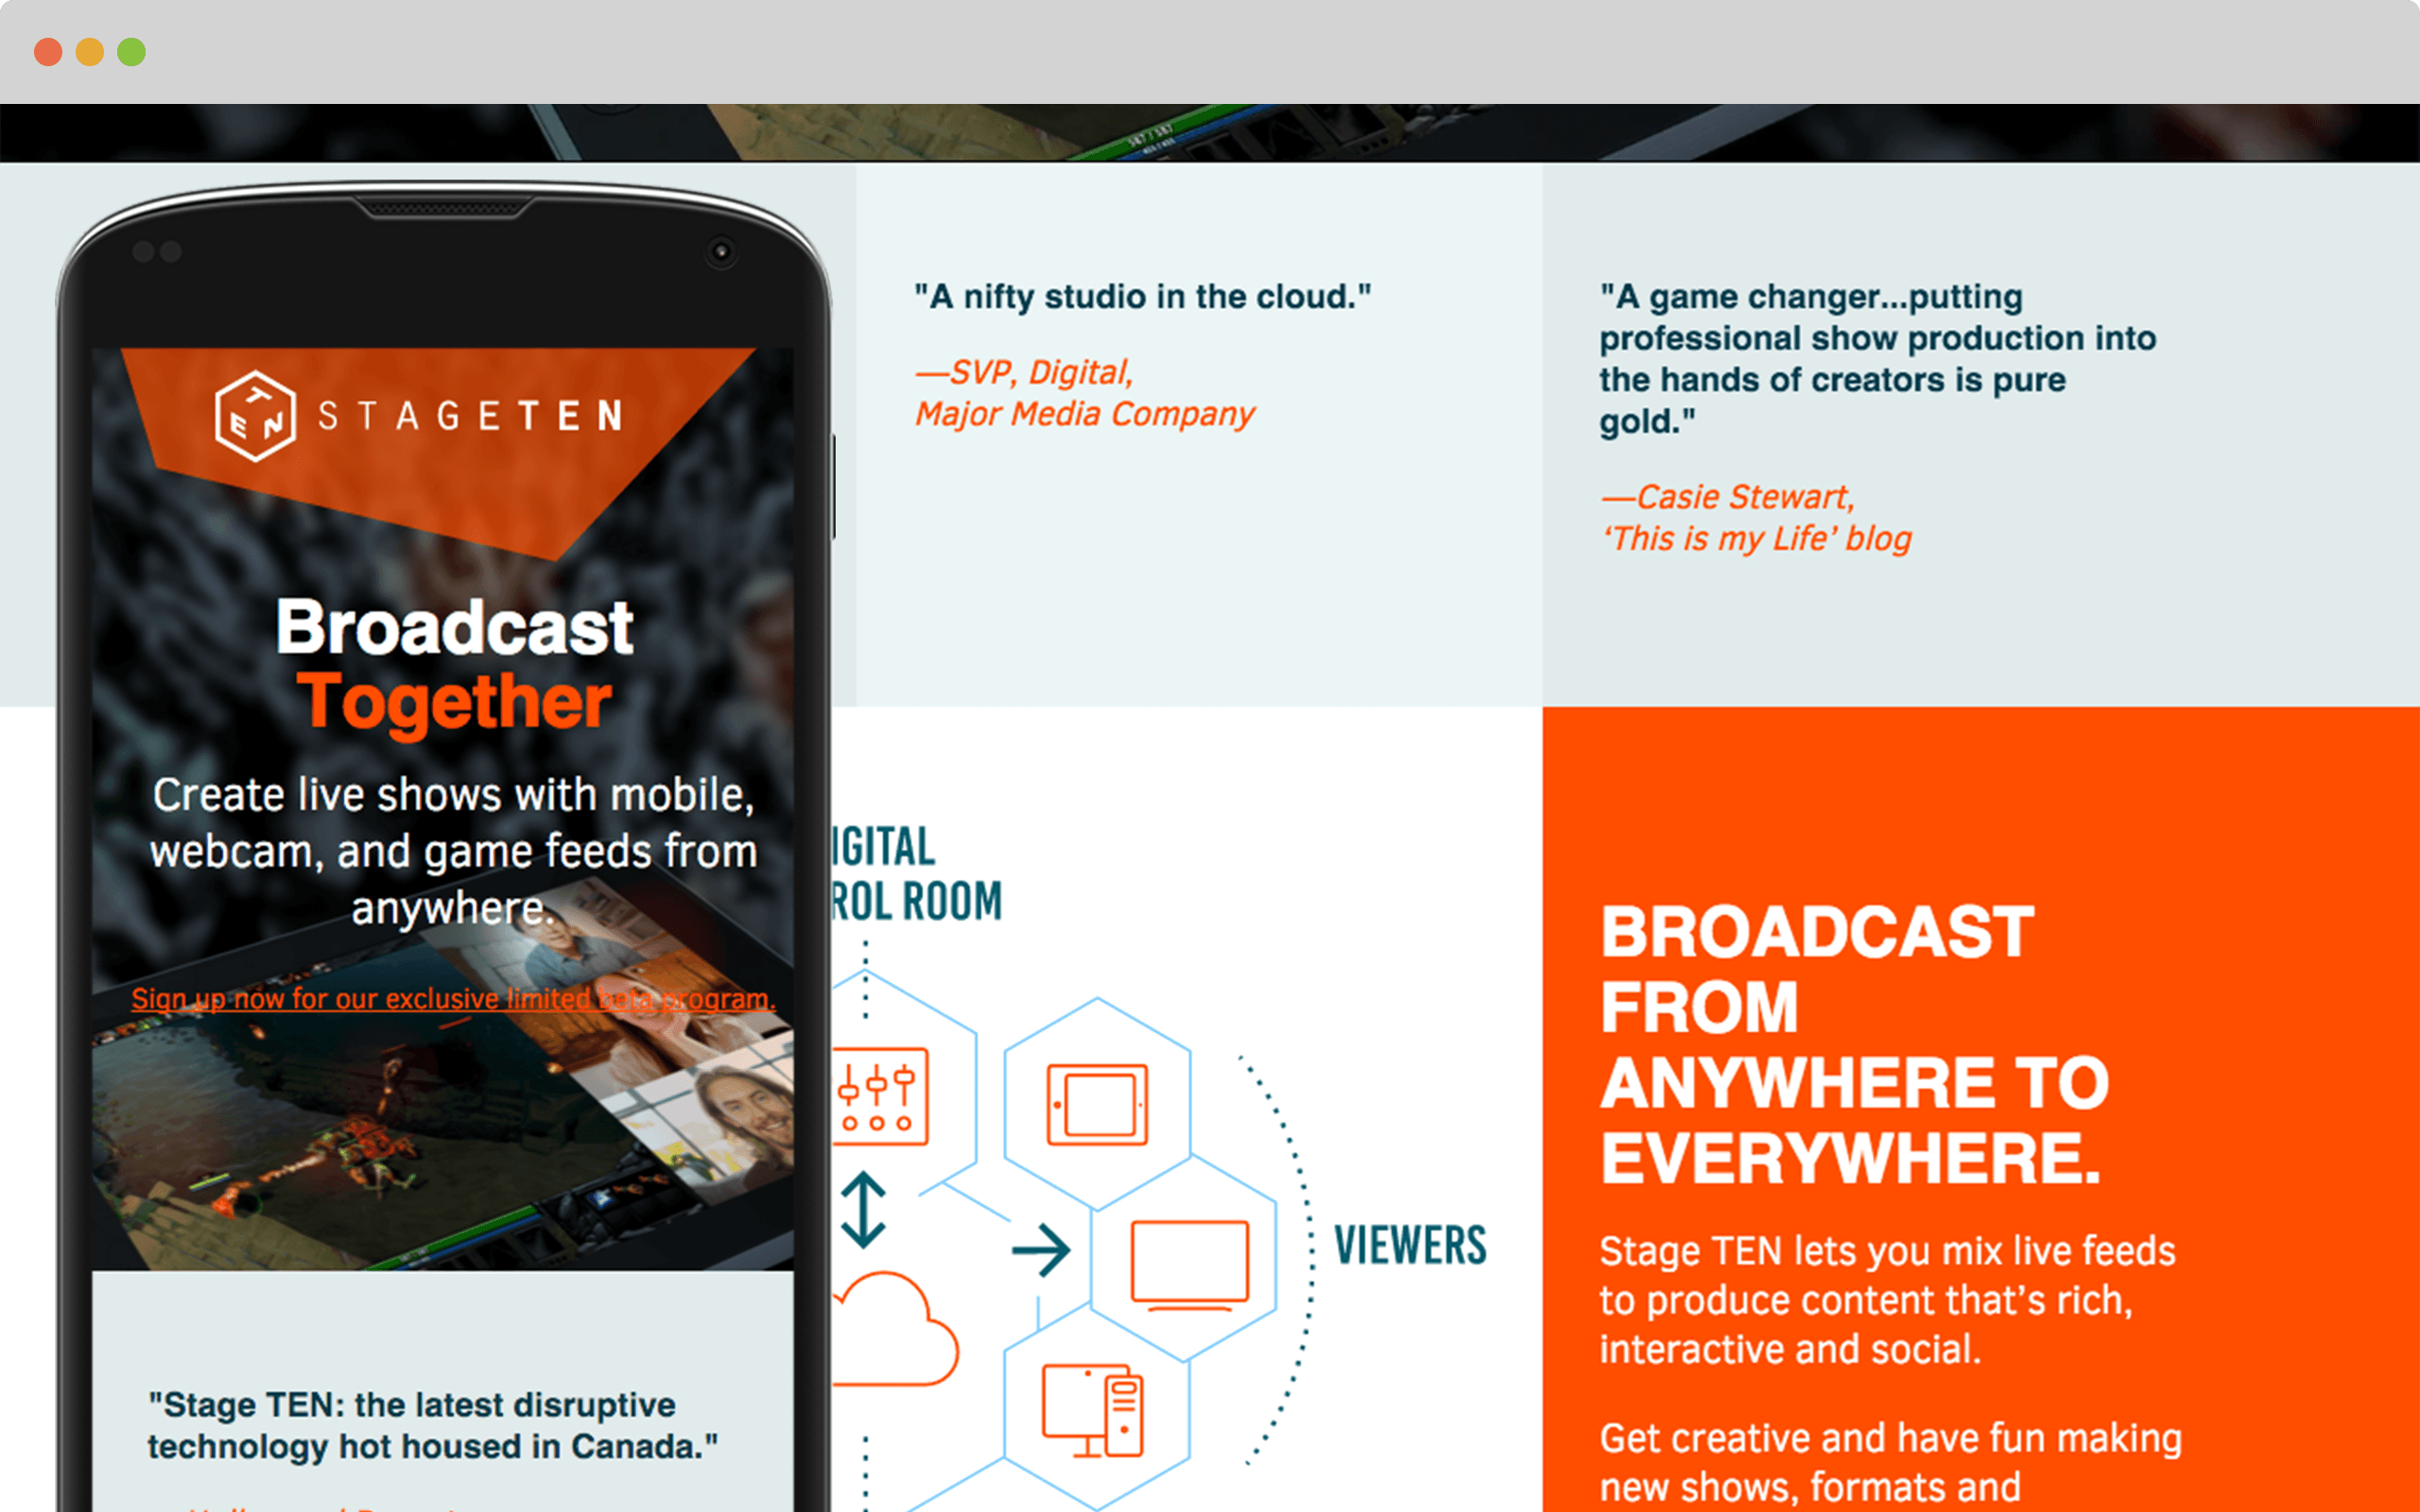 587 / 587
"A nifty studio in the cloud."
—SVP, Digital,
Major Media Company
"A game changer...putting
professional show production into
the hands of creators is pure
gold."
—Casie Stewart,
‘This is my Life’ blog
TEN
STAGETEN
Broadcast
Together
Create live shows with mobile,
webcam, and game feeds from
anywhere.
Sign up now for our exclusive limited beta program.
"Stage TEN: the latest disruptive
technology hot housed in Canada."
IGITAL
ROL ROOM
VIEWERS
BROADCAST
FROM
ANYWHERE TO
EVERYWHERE.
Stage TEN lets you mix live feeds
to produce content that’s rich,
interactive and social.
Get creative and have fun making
new shows, formats and